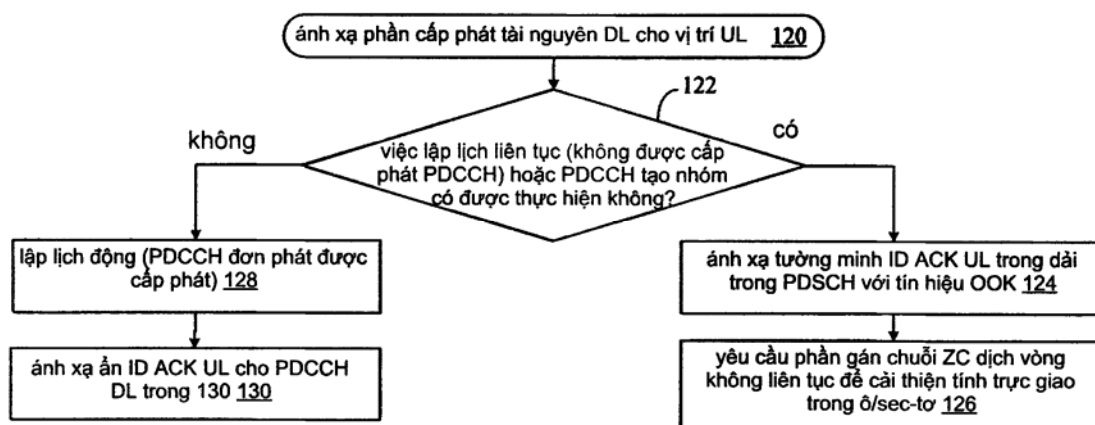 ánh xạ phần cấp phát tài nguyên DL cho vị trí UL 120
122
không
có
việc lập lịch liên tục (không được cấp
phát PDCCH) hoặc PDCCH tạo nhóm
có được thực hiện không?
lập lịch động (PDCCH đơn phát được
cấp phát) 128
ánh xạ ẩn ID ACK UL cho PDCCH
DL trong 130 130
ánh xạ tường minh ID ACK UL trong dải
trong PDSCH với tín hiệu OOK 124
yêu cầu phần gán chuỗi ZC dịch vòng
không liên tục để cải thiện tính trực giao
trong ô/sec-tơ 126